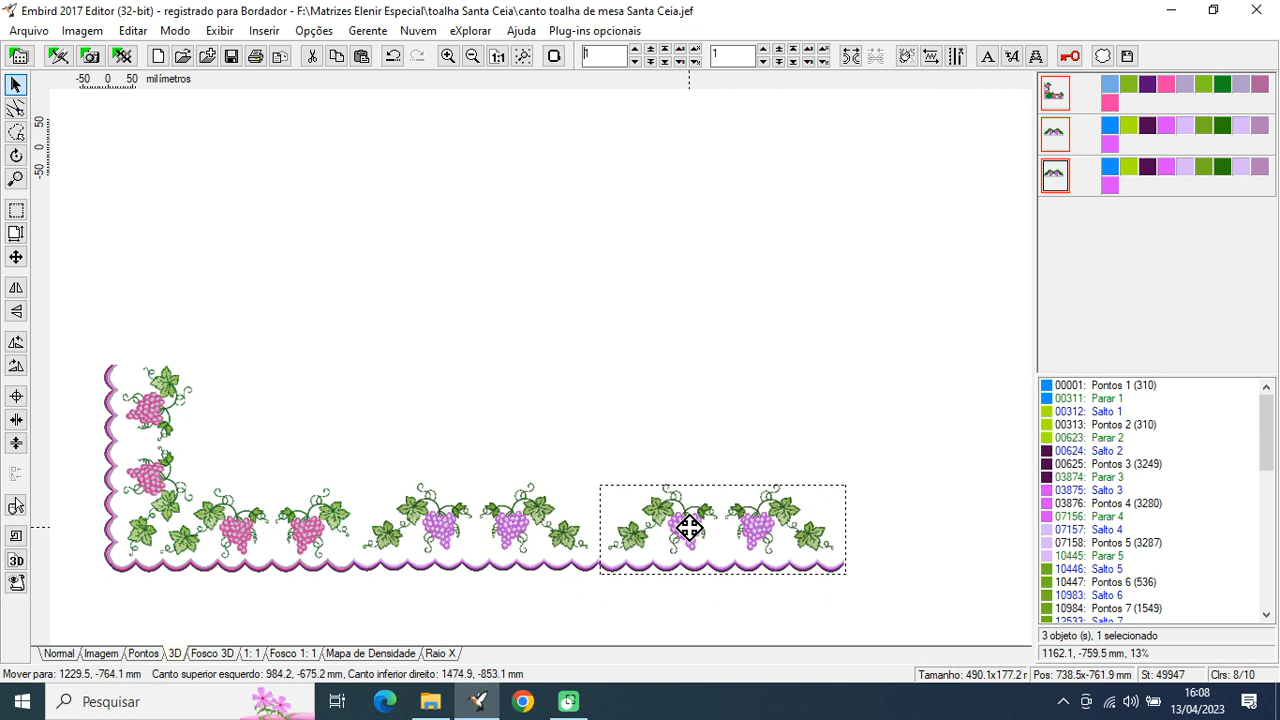 Embird 2017 Editor (32-bit) - registrado para Bordador - F:\Matrizes Elenir Especial\toalha Santa Ceia\canto toalha de mesa Santa Ceia.jef
Arquivo Imagem Modo Editar Exibir Inserir Opções Gerente Nuvem eXplorar Ajuda Pontos Plug-ins opcionais
1:1 1 1
-50 0 50 milímetros
50
0
-50
3D
00001: Pontos 1 (310)
00311: Parar 1
00312: Salto 1
00313: Pontos 2 (310)
00623: Parar 2
00624: Salto 2
00625: Pontos 3 (3249)
03874: Parar 3
03875: Salto 3
03876: Pontos 4 (3280)
07156: Parar 4
07157: Salto 4
07158: Pontos 5 (3287)
10445: Parar 5
10446: Salto 5
10447: Pontos 6 (536)
10983: Salto 6
10984: Pontos 7 (1549)
12533: Salto 7
3 objeto (s), 1 selecionado
1162.1, -759.5 mm, 13%
Normal Imagem Pontos 3D Fosco 3D 1: 1 Fosco 1: 1 Mapa de Densidade Raio X
Mover para: 1229.5, -764.1 mm Canto superior esquerdo: 984.2, -675.2 mm, Canto inferior direito: 1474.9, -853.1 mm Tamanho: 490.1x177.2 r Pos: 738.5x-761.9 mm St: 49947 Clrs: 8/10
Pesquisar
16:08
13/04/2023